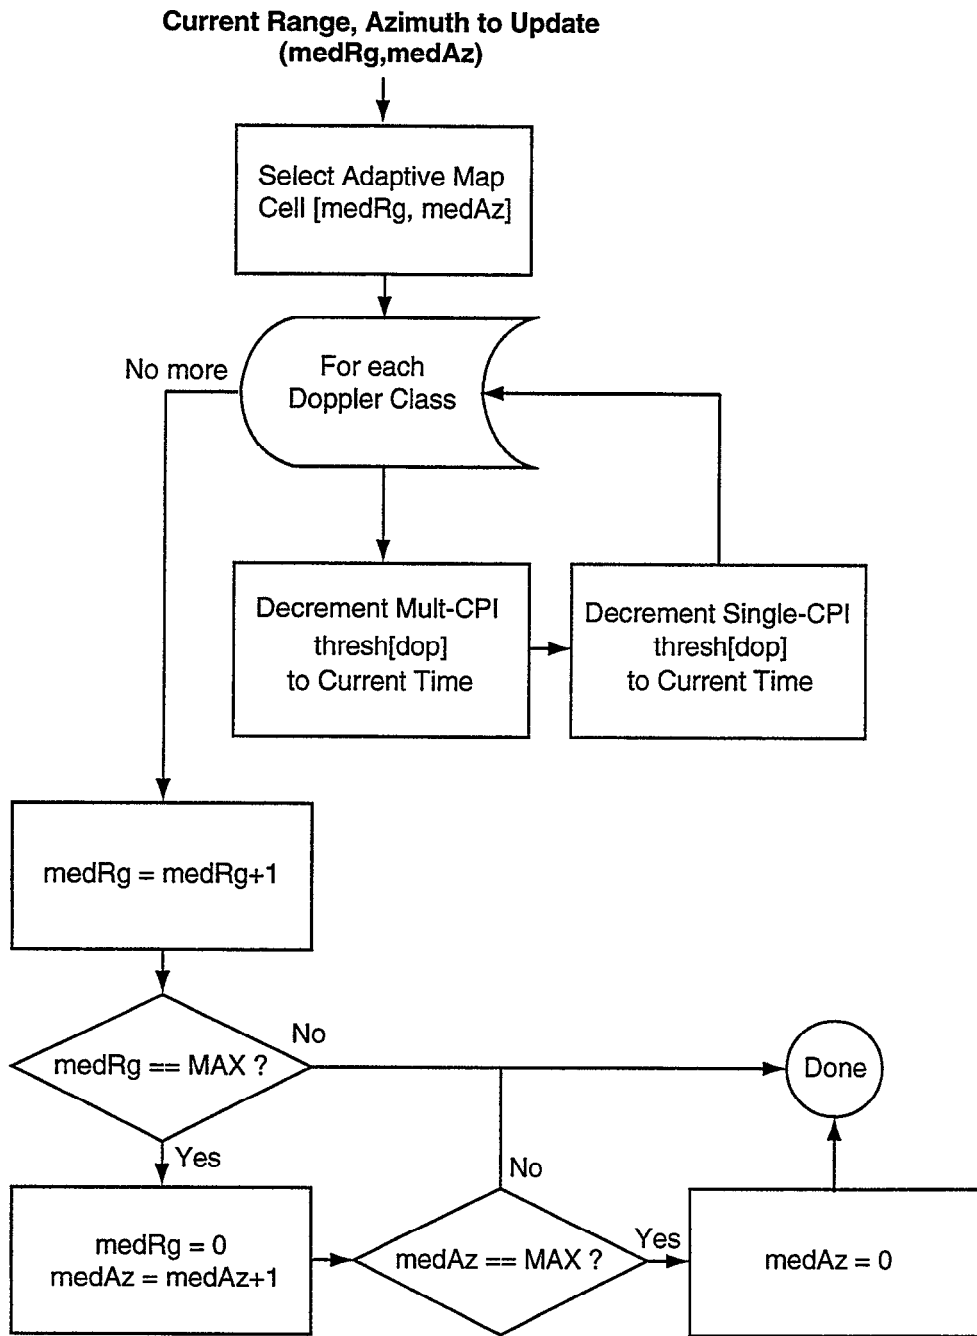 Current Range, Azimuth to Update
(medRg,medAz)
Select Adaptive Map
Cell [medRg, medAz]
No more
For each
Doppler Class
Decrement Mult-CPI
thresh[dop]
to Current Time
Decrement Single-CPI
thresh[dop]
to Current Time
medRg = medRg+1
medRg == MAX ?
No
Done
Yes
No
medRg = 0
medAz = medAz+1
medAz == MAX ?
Yes
medAz = 0